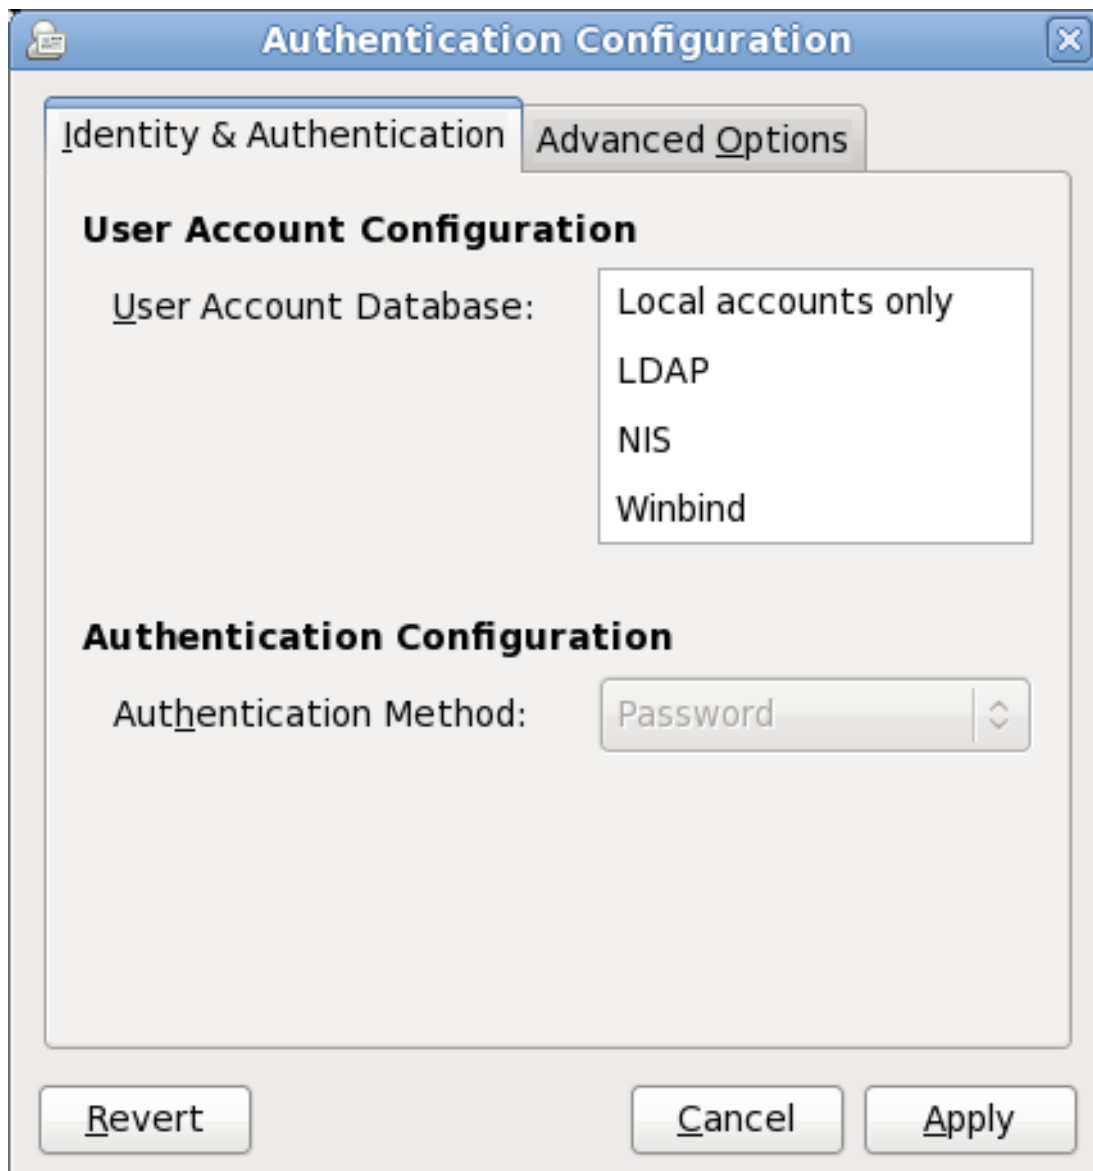 Authentication Configuration
Identity & Authentication
Advanced Options
User Account Configuration
User Account Database:
Local accounts only
LDAP
NIS
Winbind
Authentication Configuration
Authentication Method:
Password
Revert
Cancel
Apply